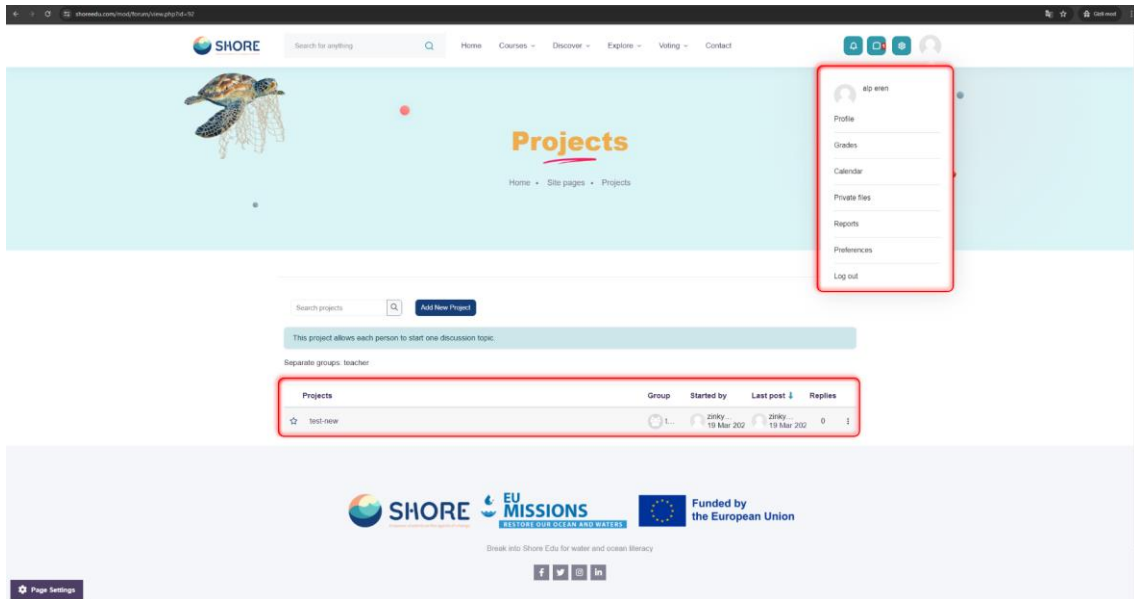 shoreedu.com/mod/forum/view.php?id=92
Gizli mod
SHORE
Search for anything
Home Courses Discover Explore Voting Contact
alp eren
Profile
Grades
Calendar
Private files
Reports
Preferences
Log out
Projects
Home • Site pages • Projects
Search projects
Add New Project
This project allows each person to start one discussion topic.
Separate groups: teacher
Projects Group Started by Last post Replies
test-new t... zinky... zinky... 0
19 Mar 202 19 Mar 202
SHORE
EU
MISSIONS
RESTORE OUR OCEAN AND WATERS
Funded by
the European Union
Break into Shore Edu for water and ocean literacy
Page Settings